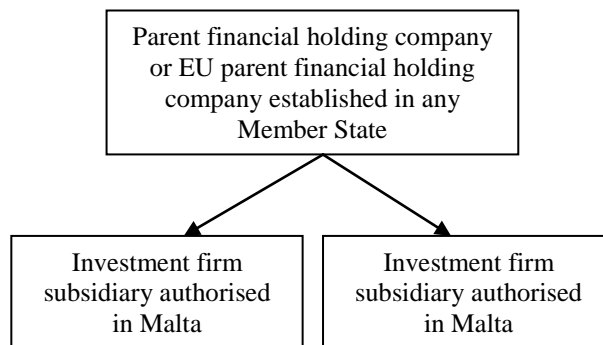 Parent financial holding company
or EU parent financial holding
company established in any
Member State
Investment firm
subsidiary authorised
in Malta
Investment firm
subsidiary authorised
in Malta